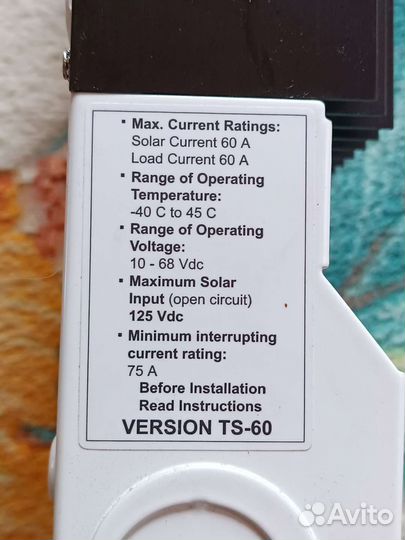 ▪ Max. Current Ratings:
Solar Current 60 A
Load Current 60 A
▪ Range of Operating
Temperature:
-40 C to 45 C
▪ Range of Operating
Voltage:
10 - 68 Vdc
▪ Maximum Solar
Input (open circuit)
125 Vdc
▪ Minimum interrupting
current rating:
75 A
Before Installation
Read Instructions
VERSION TS-60
Avito